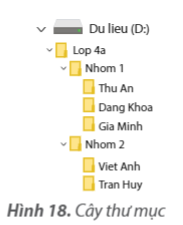 Du lieu (D:)
Lop 4a
Nhom 1
Thu An
Dang Khoa
Gia Minh
Nhom 2
Viet Anh
Tran Huy
Hình 18. Cây thư mục